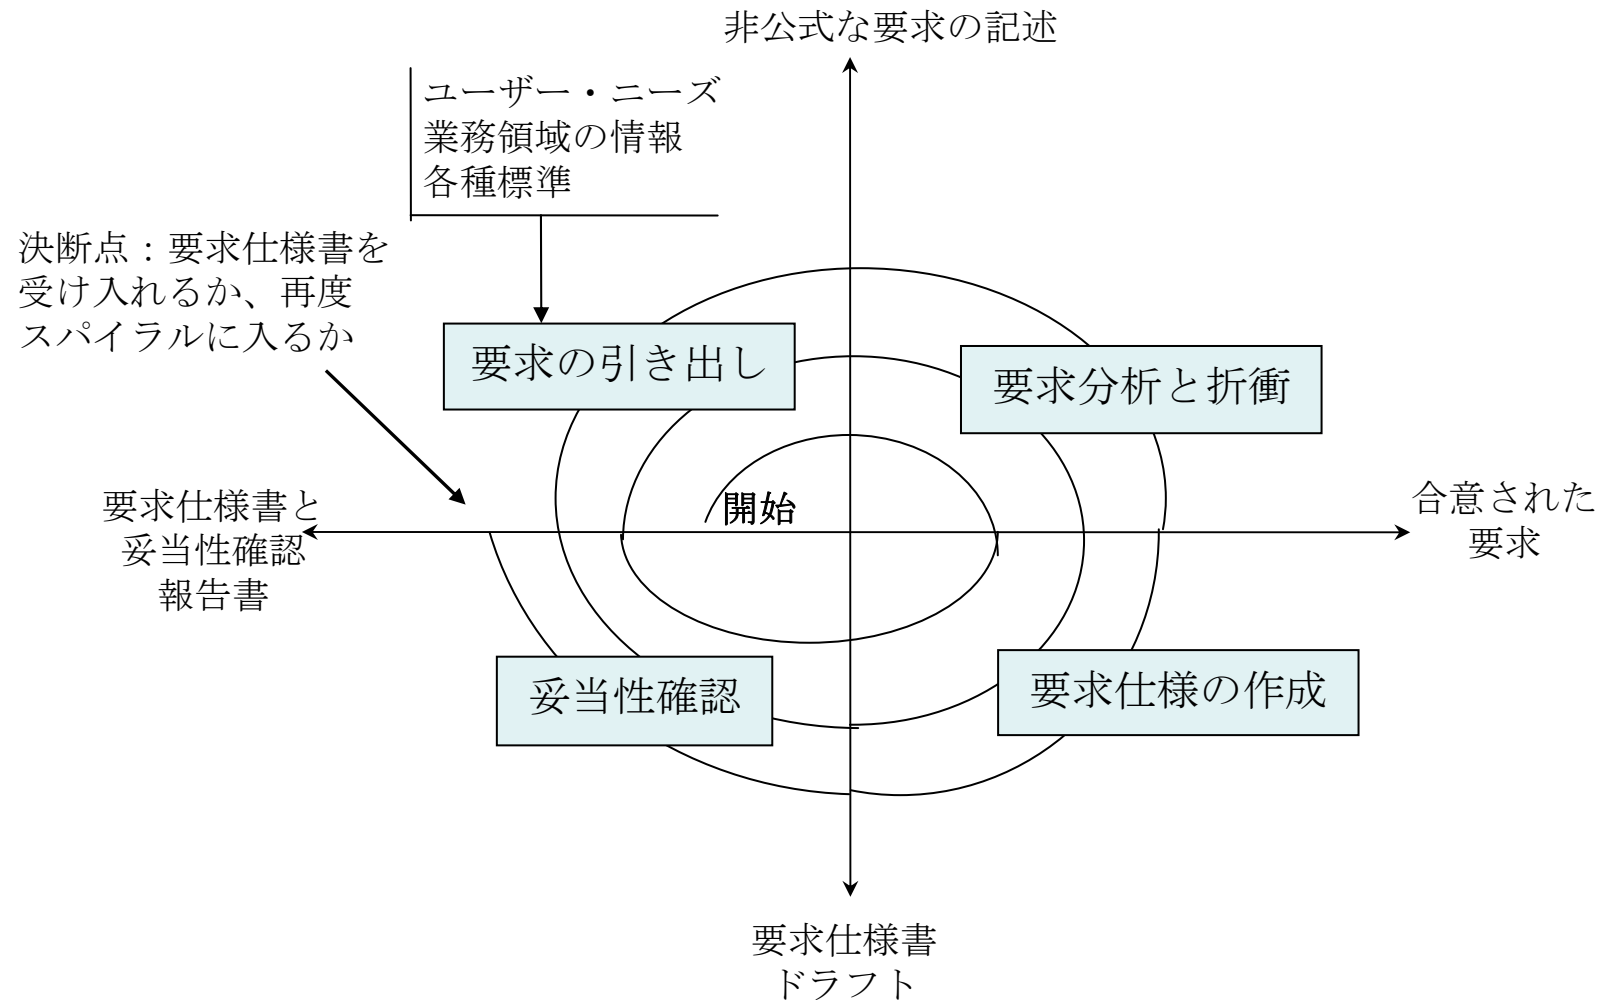 非公式な要求の記述
ユーザー・ニーズ
業務領域の情報
各種標準
決断点：要求仕様書を
受け入れるか、再度
スパイラルに入るか
要求の引き出し
要求分析と折衝
要求仕様書と
妥当性確認
報告書
開始
合意された
要求
妥当性確認
要求仕様の作成
要求仕様書
ドラフト